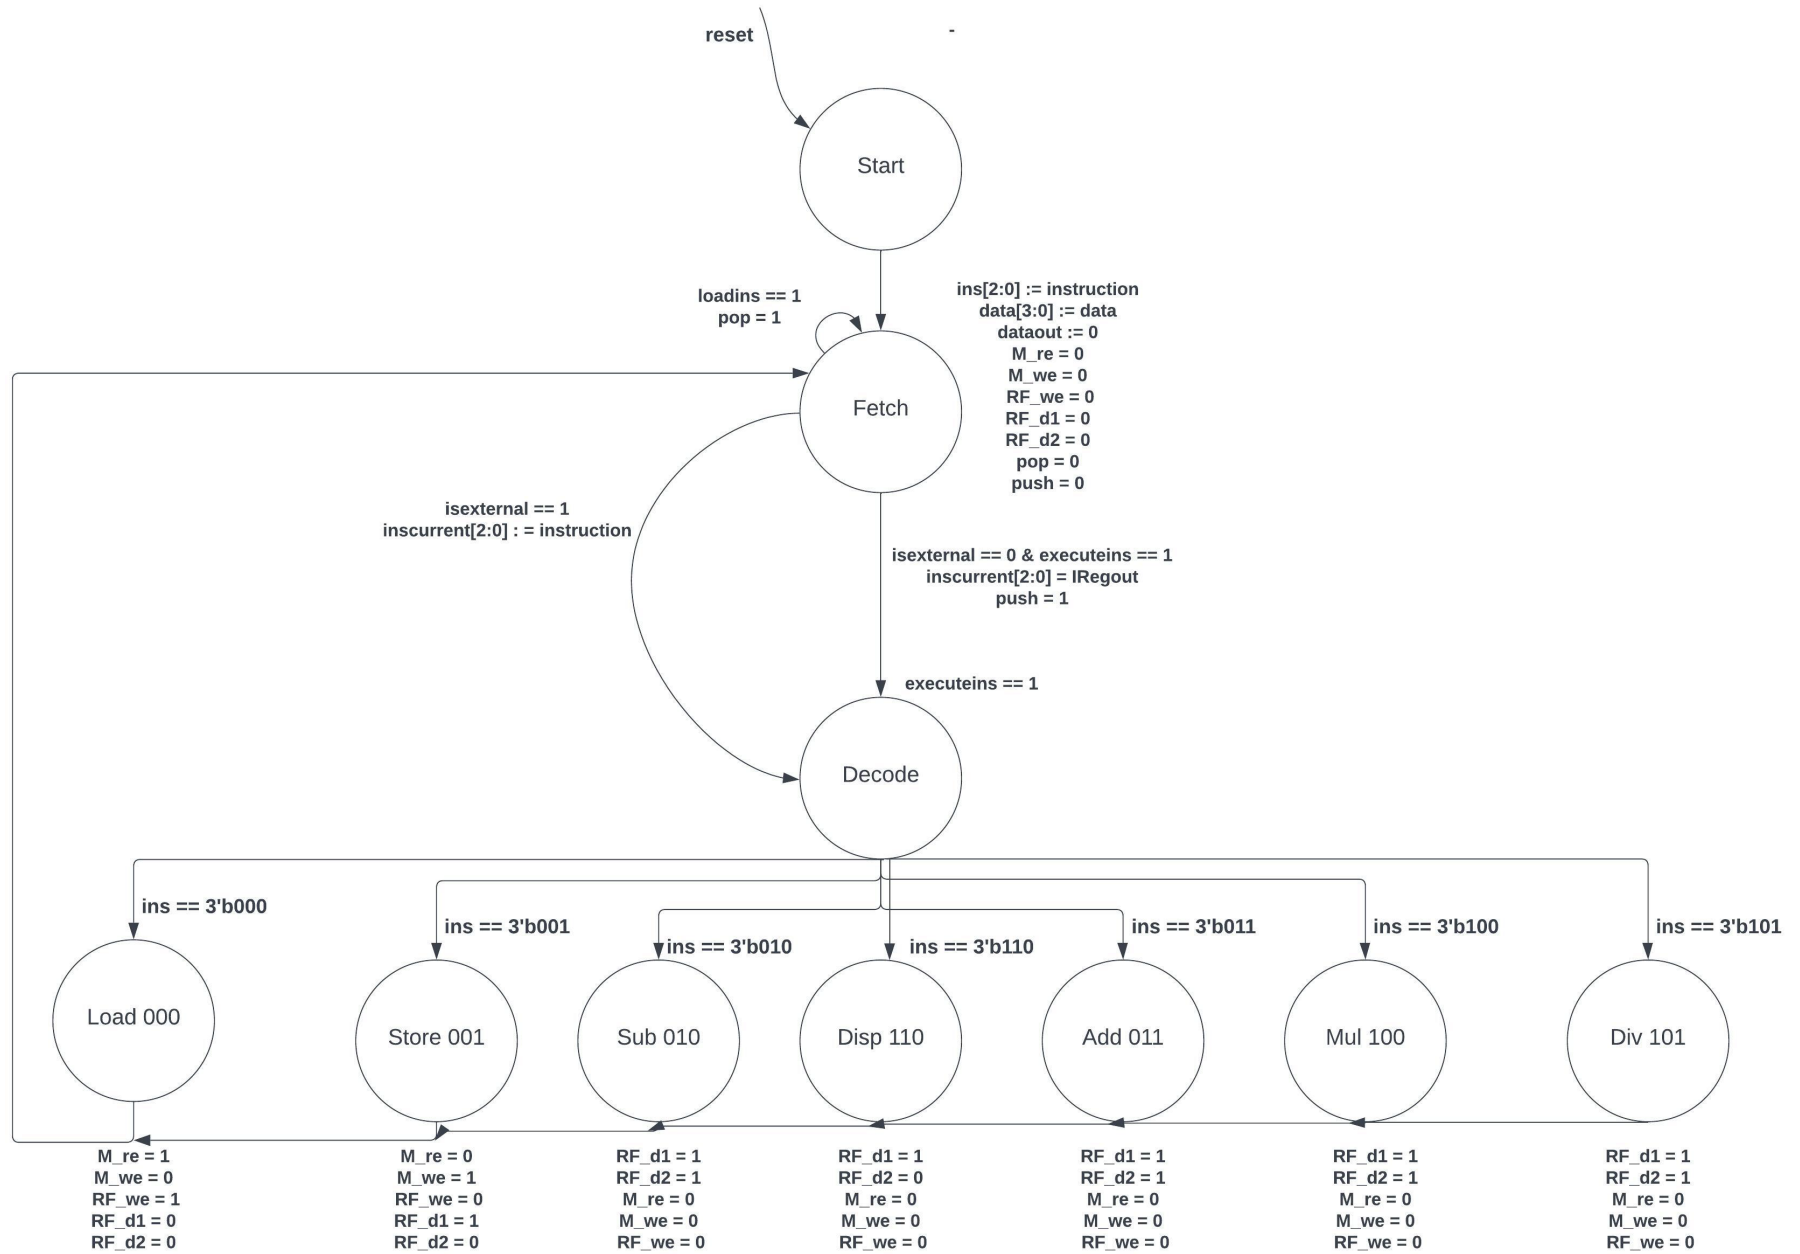 reset
-
Start
loadins == 1
pop = 1
ins[2:0] := instruction
data[3:0] := data
dataout := 0
M_re = 0
M_we = 0
RF_we = 0
RF_d1 = 0
RF_d2 = 0
pop = 0
push = 0
Fetch
isexternal == 1
inscurrent[2:0] : = instruction
isexternal == 0 & executeins == 1
inscurrent[2:0] = IRegout
push = 1
executeins == 1
Decode
ins == 3'b000
ins == 3'b001
ins == 3'b010
ins == 3'b110
ins == 3'b011
ins == 3'b100
ins == 3'b101
Load 000
Store 001
Sub 010
Disp 110
Add 011
Mul 100
Div 101
M_re = 1
M_we = 0
RF_we = 1
RF_d1 = 0
RF_d2 = 0
M_re = 0
M_we = 1
RF_we = 0
RF_d1 = 1
RF_d2 = 0
RF_d1 = 1
RF_d2 = 1
M_re = 0
M_we = 0
RF_we = 0
RF_d1 = 1
RF_d2 = 0
M_re = 0
M_we = 0
RF_we = 0
RF_d1 = 1
RF_d2 = 1
M_re = 0
M_we = 0
RF_we = 0
RF_d1 = 1
RF_d2 = 1
M_re = 0
M_we = 0
RF_we = 0
RF_d1 = 1
RF_d2 = 1
M_re = 0
M_we = 0
RF_we = 0